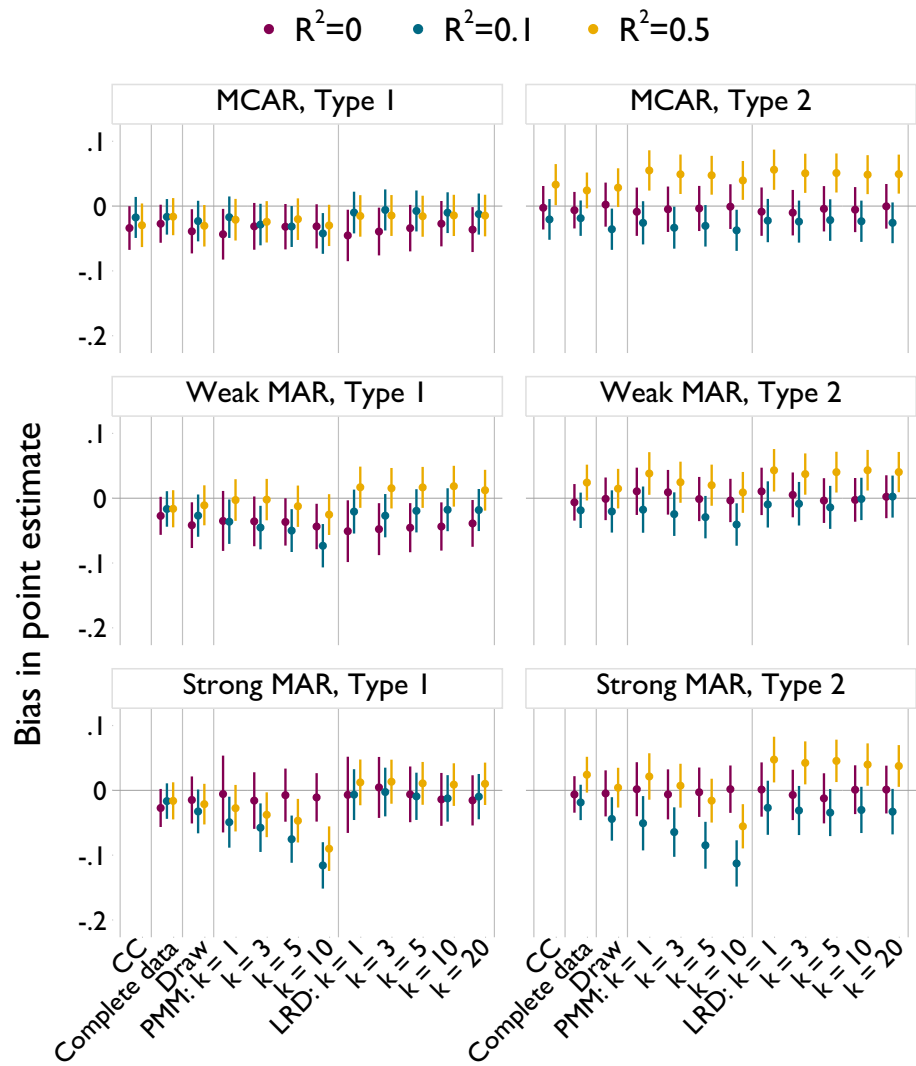 R²=0 R²=0.1 R²=0.5
MCAR, Type 1
MCAR, Type 2
.1
0
-.1
-.2
Weak MAR, Type 1
Weak MAR, Type 2
.1
0
-.1
-.2
Strong MAR, Type 1
Strong MAR, Type 2
.1
0
-.1
-.2
Bias in point estimate
CC
Complete data
Draw
PMM: k = 1
k = 3
k = 5
k = 10
LRD: k = 1
k = 3
k = 5
k = 10
k = 20
CC
Complete data
Draw
PMM: k = 1
k = 3
k = 5
k = 10
LRD: k = 1
k = 3
k = 5
k = 10
k = 20